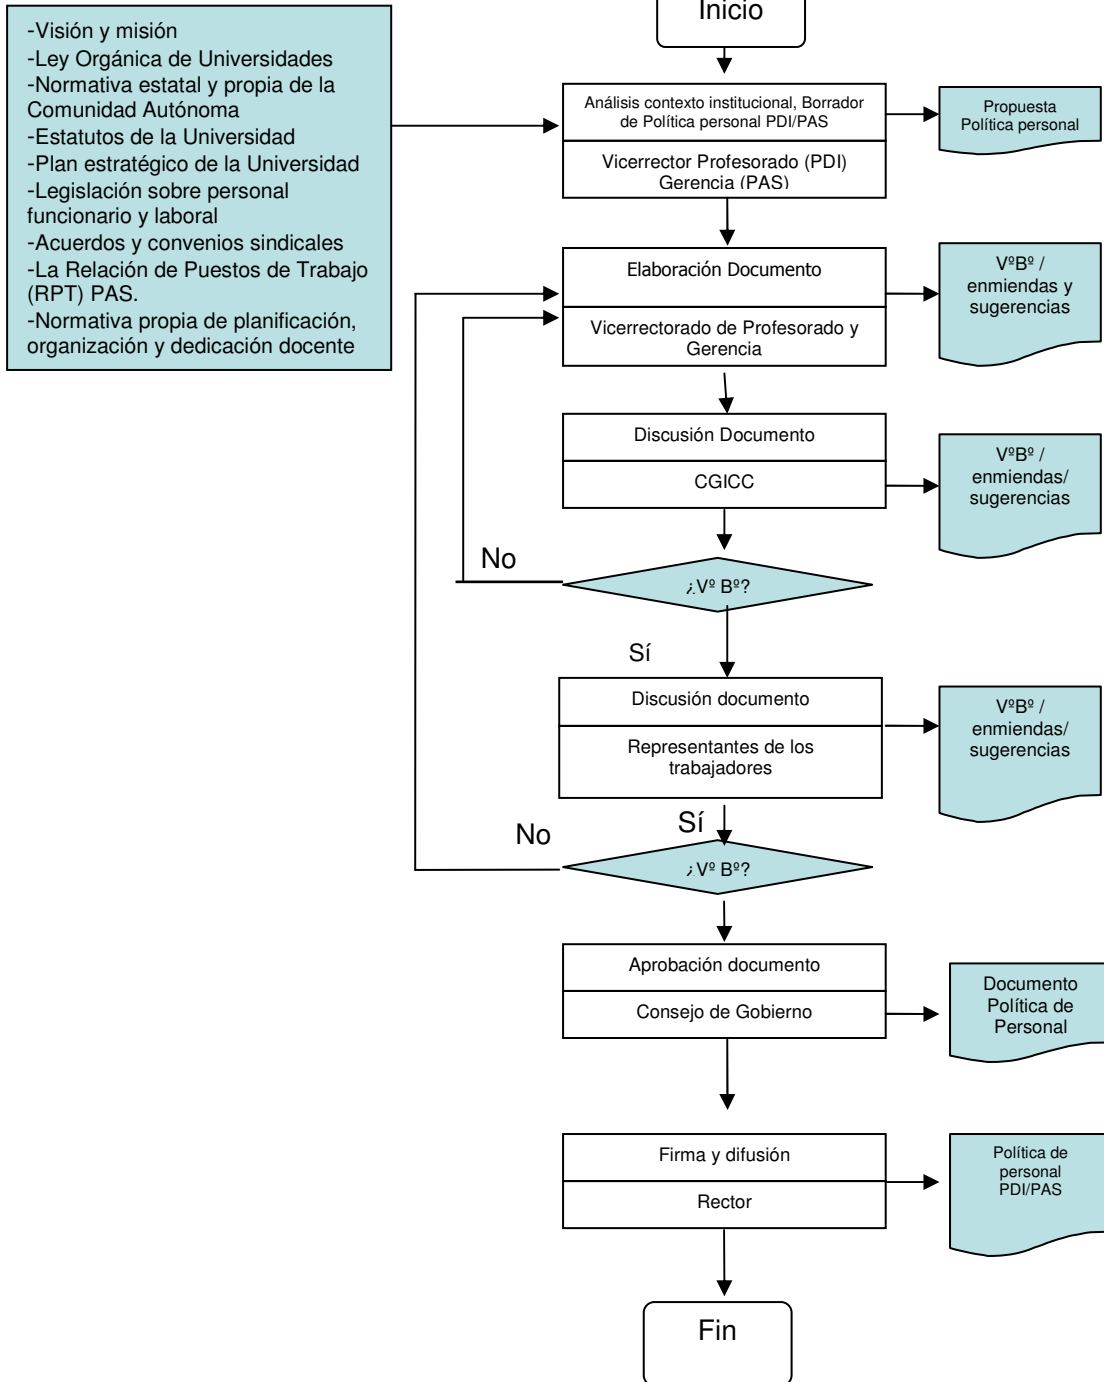 Inicio
-Visión y misión
-Ley Orgánica de Universidades
-Normativa estatal y propia de la
Comunidad Autónoma
-Estatutos de la Universidad
-Plan estratégico de la Universidad
-Legislación sobre personal
funcionario y laboral
-Acuerdos y convenios sindicales
-La Relación de Puestos de Trabajo
(RPT) PAS.
-Normativa propia de planificación,
organización y dedicación docente
Análisis contexto institucional, Borrador
de Política personal PDI/PAS
Vicerrector Profesorado (PDI)
Gerencia (PAS)
Propuesta
Política personal
Elaboración Documento
Vicerrectorado de Profesorado y
Gerencia
VºBº /
enmiendas y
sugerencias
Discusión Documento
CGICC
VºBº /
enmiendas/
sugerencias
No
¿Vº Bº?
Sí
Discusión documento
Representantes de los
trabajadores
VºBº /
enmiendas/
sugerencias
No
Sí
¿Vº Bº?
Aprobación documento
Consejo de Gobierno
Documento
Política de
Personal
Firma y difusión
Rector
Política de
personal
PDI/PAS
Fin